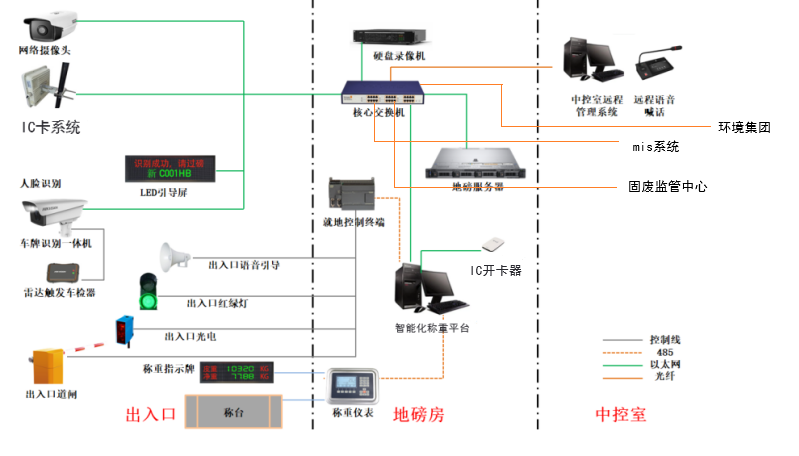 网络摄像头
IC卡系统
识别成功，请过磅
新 C001HB
LED引导屏
人脸识别
车牌识别一体机
雷达触发车检器
出入口语音引导
出入口红绿灯
出入口光电
出入口道闸
称重指示牌
10320 KG
7788 KG
称台
出入口
硬盘录像机
核心交换机
地磅服务器
就地控制终端
IC开卡器
智能化称重平台
称重仪表
地磅房
中控室远程
管理系统
远程语音
喊话
环境集团
mis系统
固废监管中心
控制线
485
以太网
光纤
中控室